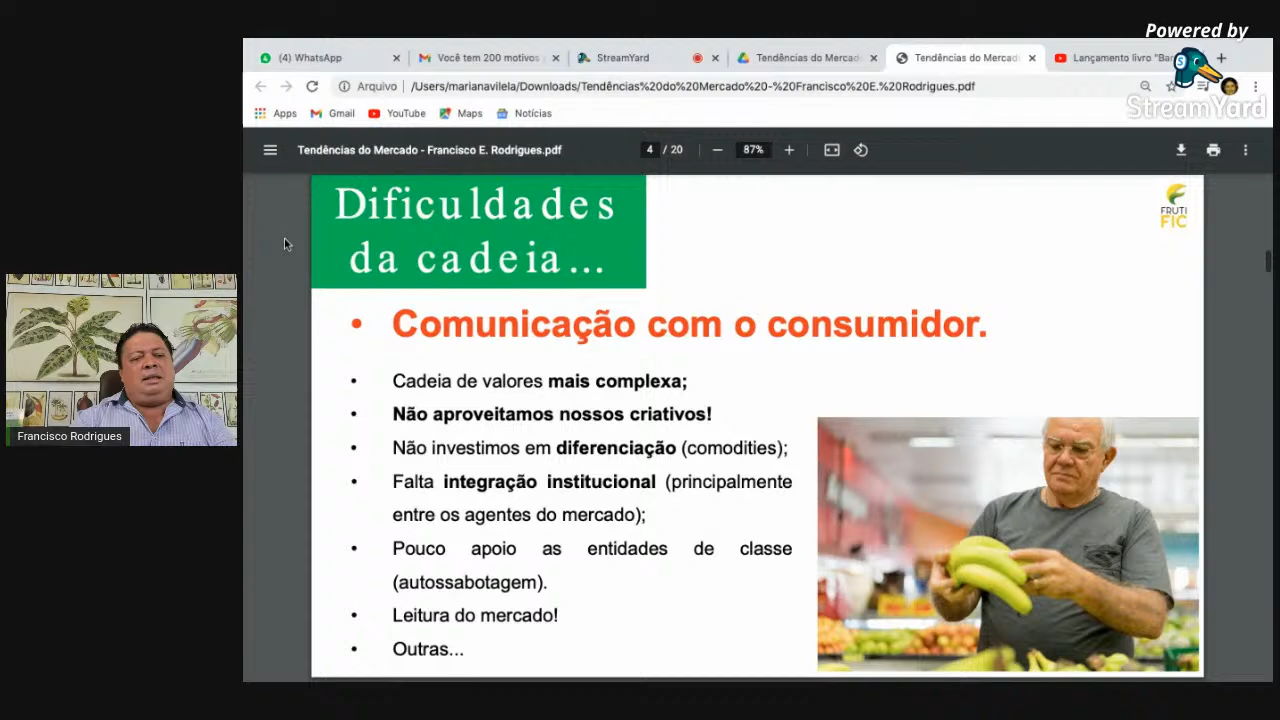 Powered by
StreamYard
(4) WhatsApp
Você tem 200 motivos
StreamYard
Tendências do Mercado
Tendências do Mercad
Lançamento livro "Ba
Arquivo
/Users/marianavilela/Downloads/Tendências%20do%20Mercado%20-%20Francisco%20E.%20Rodrigues.pdf
Apps
Gmail
YouTube
Maps
Notícias
Tendências do Mercado - Francisco E. Rodrigues.pdf
4 / 20
87%
Dificuldades
da cadeia...
FRUTI
FIC
• Comunicação com o consumidor.
• Cadeia de valores mais complexa;
• Não aproveitamos nossos criativos!
• Não investimos em diferenciação (comodities);
• Falta integração institucional (principalmente
entre os agentes do mercado);
• Pouco apoio as entidades de classe
(autossabotagem).
• Leitura do mercado!
• Outras...
Francisco Rodrigues